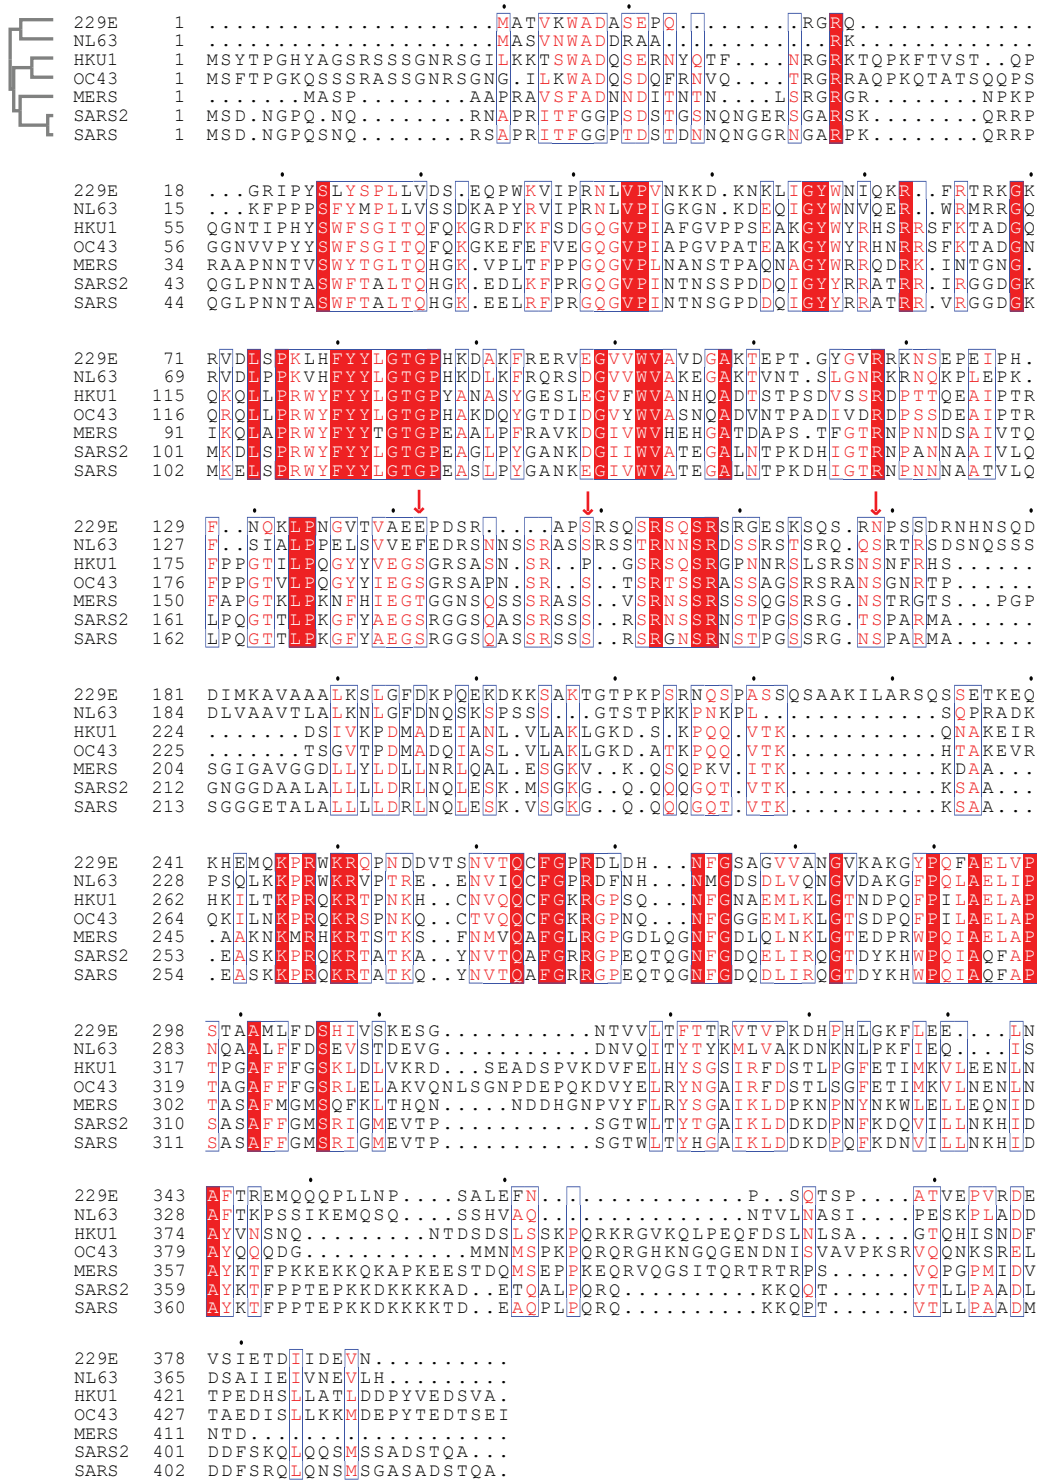 229E 1 .....................MATVKWADASEPQ.........RGRQ..............
NL63 1 .....................MASVNWADDRAA............RK..............
HKU1 1 MSYTPGHYAGSRSSSGNRSGILKKTSWADQSERNYQTF....NRGRKTQPKFTVST..QP
OC43 1 MSFTPGKQSSSRASSGNRSGNG.ILKWADQSDQFRNVQ....TRGRRAQPKQTATSQQPS
MERS 1 .......MASP........AAPRAVSFADNNDITNTN....LSRGRGR........NPKP
SARS2 1 MSD.NGPQ.NQ........RNAPRITFGGPSDSTGSNQNGERSGARSK........QRRP
SARS 1 MSDNGPQSNQ.........RSAPRITFGGPTDSTDNNQNGGRNGARPK........QRRP
229E 18 ...GRIPYSLYSPLLVDS.EQPWKVIPRNLVPVNKKD.KNKLIGYWNIQKR..FRTRKGK
NL63 15 ...KFPPPSFYMPLLVSSDKAPYRVIPRNLVPIGKGN.KDEQIGYWNVQER..WRMRRGQ
HKU1 55 QGNTIPHYSWFSGITQFQKGRDFKFSDGQGVPIAFGVPPSEAKGYWYRHSRRSFKTADGQ
OC43 56 GGNVVPYYSWFSGITQFQKGKEFEFVEGQGVPIAPGVPATEAKGYWYRHNRRSFKTADGN
MERS 34 RAAPNNTVSWYTGLTQHGK.VPLTFPPGQGVPLNANSTPAQNAGYWRRQDRK.INTGNG.
SARS2 43 QGLPNNTASWFTALTQHGK.EDLKFPRGQGVPINTNSSPDDQIGYYRRATRR.IRGGDGK
SARS 44 QGLPNNTASWFTALTQHGK.EELRFPRGQGVPINTNSGPDDQIGYYRRATRR.VRGGDGK
229E 71 RVDLSPKLHFYYLGTGPHKDAKFRERVEGVVWVAVDGAKTEPT.GYGVRRKNSEPEIPH.
NL63 69 RVDLPPKVHFYYLGTGPHKDLKFRQRSDGVVWVAKEGAKTVNT.SLGNRKRNQKPLEPK.
HKU1 115 QKQLLPRWYFYYLGTGPYANASYGESLEGVFWVANHQADTSTPSDVSSRDPTTQEAIPTR
OC43 116 QRQLLPRWYFYYLGTGPHAKDQYGTDIDGVYWVASNQADVNTPADIVDRDPSSDEAIPTR
MERS 91 IKQLAPRWYFYYTGTGPEAALPFRAVKDGIVWVHEHGATDAPS.TFGTRNPNNDSAIVTQ
SARS2 101 MKDLSPRWYFYYLGTGPEAGLPYGANKDGIIWVATEGALNTPKDHIGTRNPANNAAIVLQ
SARS 102 MKELSPRWYFYYLGTGPEASLPYGANKEGIVWVATEGALNTPKDHIGTRNPNNNAATVLQ
229E 129 F..NQKLPNGVTVAEEPDSR....APSRSQSRSQSRSRGESKSQS.RNPSSDRNHNSQD
NL63 127 F..SIALPPELSVVEFEDRSNNSSRASSRSSTRNNSRDSSRSTSRQ.QSRTRSDSNQSSS
HKU1 175 FPPGTILPQGYYVEGSGRSASN.SR..P..GSRSQSRGPNNRSLSRSNSNFRHS......
OC43 176 FPPGTVLPQGYYIEGSGRSAPN.SR..S..TSRTSSRASSAGSRSRANSGNRTP......
MERS 150 FAPGTKLPKNFHIEGTGGNSQSSSRASS..VSRNSSRSSSQGSRSG.NSTRGTS...PGP
SARS2 161 LPQGTTLPKGFYAEGSRGGSQASSRSSS..RSRNSSRNSTPGSSRG.TSPARMA......
SARS 162 LPQGTTLPKGFYAEGSRGGSQASSRSSS..RSRGNSRNSTPGSSRG.NSPARMA......
229E 181 DIMKAVAAALKSLGFDKPQEKDKKSAKTGTPKPSRNQSPASSQSAAKILARSQSSETKEQ
NL63 184 DLVAAVTLALKNLGFDNQSKSPSSS...GTSTPKKPNKPL.............SQPRADK
HKU1 224 .......DSIVKPDMADEIANL.VLAKLGKD.S.KPQQ.VTK...........QNAKEIR
OC43 225 .......TSGVTPDMADQIASL.VLAKLGKD.ATKPQQ.VTK...........HTAKEVR
MERS 204 SGIGAVGGDLLYLDLLNRLQAL.ESGKV..K.QSQPKV.ITK...........KDAA...
SARS2 212 GNGGDAALALLLLDRLNQLESK.MSGKG..Q.QQQGQT.VTK...........KSAA...
SARS 213 SGGGETALALLLLDRLNQLESK.VSGKG..Q.QQQGQT.VTK...........KSAA...
229E 241 KHEMQKPRWKRQPNDDVTSNVTQCFGPRDLDH...NFGSAGVVANGVKAKGYPQFAELVP
NL63 228 PSQLKKPRWKRVPTRE..ENVIQCFGPRDFNH...NMGDSDLVQNGVDAKGFPQLAELIP
HKU1 262 HKILTKPRQKRTPNKH..CNVQQCFGKRGPSQ...NFGNAEMLKLGTNDPQFPILAELAP
OC43 264 QKILNKPRQKRSPNKQ..CTVQQCFGKRGPNQ...NFGGGEMLKLGTSDPQFPILAELAP
MERS 245 .AAKNKMRHKRTSTKS..FNMVQAFGLRGPGDLQGNFGDLQLNKLGTEDPRWPQIAELAP
SARS2 253 .EASKKPRQKRTATKA..YNVTQAFGRRGPEQTQGNFGDQELIRQGTDYKHWPQIAQFAP
SARS 254 .EASKKPRQKRTATKQ..YNVTQAFGRRGPEQTQGNFGDQDLIRQGTDYKHWPQIAQFAP
229E 298 STAAMLFDSHIVSKESG...........NTVVLTFTTRVTVPKDHPHLGKFLEE....LN
NL63 283 NQAALFFDSEVSTDEVG...........DNVQITYTYKMLVAKDNKNLPKFIEQ....IS
HKU1 317 TPGAFFFGSKLDLVKRD....SEADSPVKDVFELHYSGSIRFDSTLPGFETIMKVLEENLN
OC43 319 TAGAFFFGSRLELAKVQNLSGNPDEPQKDVYELRYNGAIRFDSTLSGFETIMKVLNENLN
MERS 302 TASAFMGMSQFKLTHQN.....NDDHGNPVYFLRYSGAIKLDPKNPNYNKWLELLEQNID
SARS2 310 SASAFFGMSRIGMEVTP...........SGTWLTYTGAIKLDDKDPNFKDQVILLNKHID
SARS 311 SASAFFGMSRIGMEVTP...........SGTWLTYHGAIKLDDKDPQFKDNVILLNKHID
229E 343 AFTREMQQQPLLNP....SALEFN...............P..SQTSP....ATVEPVRDE
NL63 328 AFTKPSSIKEMQSQ....SSHVAQ...............NTVLNASI....PESKPLADD
HKU1 374 AYVNSNQ.........NTDSDSLSSKPQRKRGVKQLPEQFDSLNLSA....GTQHISNDF
OC43 379 AYQQQDG.........MMNMSPKPQRQRGHKNGQGENDNISVAVPKSRVQQNKSREL
MERS 357 AYKTFPKKEKKQKAPKEESTDQMSEPPKEQRVQGSITQRTRTRPS......VQPGPMIDV
SARS2 359 AYKTFPPTEPKKDKKKKAD..ETQALPQRQ..........KKQQT......VTLLPAADL
SARS 360 AYKTFPPTEPKKDKKKKTD..EAQPLPQRQ..........KKQPT......VTLLPAADM
229E 378 VSIETDIIDEVN..........
NL63 365 DSAIIEIVNEVLH.........
HKU1 421 TPEDHSLLATLDDPYVEDSVA.
OC43 427 TAEDISLLKKMDEPYTEDTSEI
MERS 411 NTD...................
SARS2 401 DDFSKQLQQSMSSADSTQA...
SARS 402 DDFSRQLQNSMSGASADSTQA.